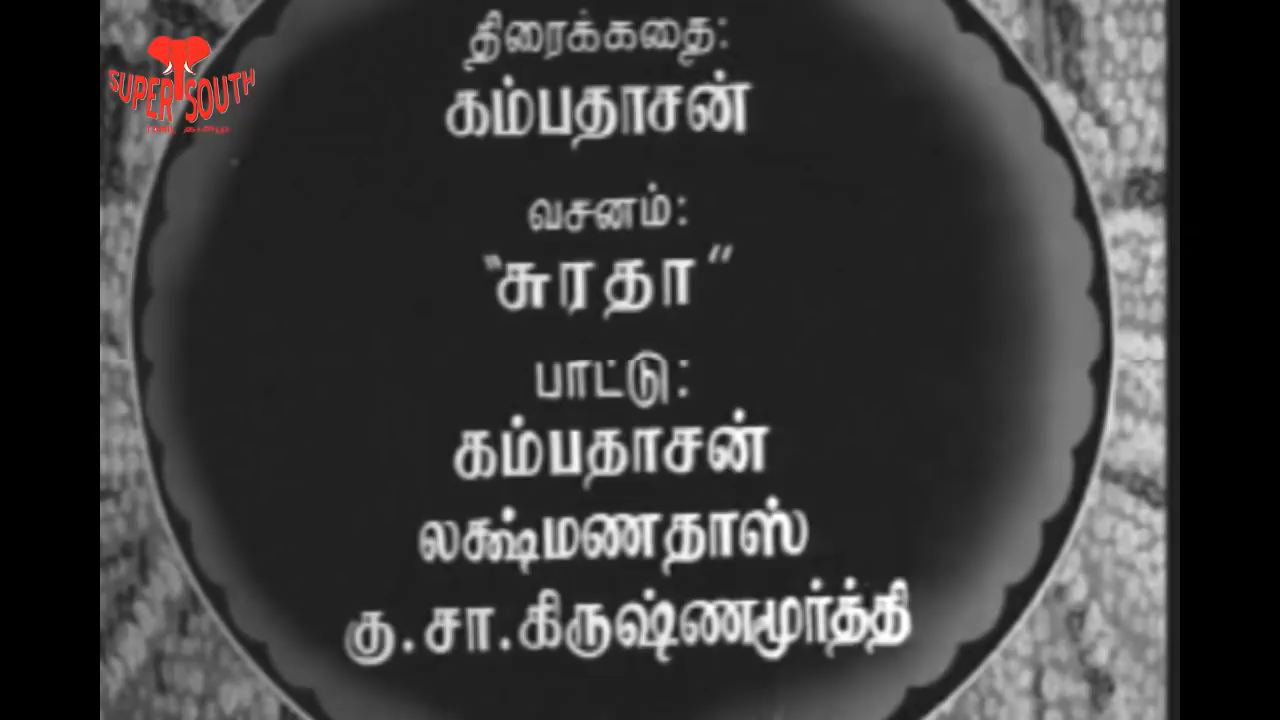 SUPER SOUTH
திரைக்கதை:
கம்பதாசன்
வசனம்:
"சுரதா"
பாட்டு:
கம்பதாசன்
லக்ஷ்மணதாஸ்
கு.சா.கிருஷ்ணமுர்த்தி